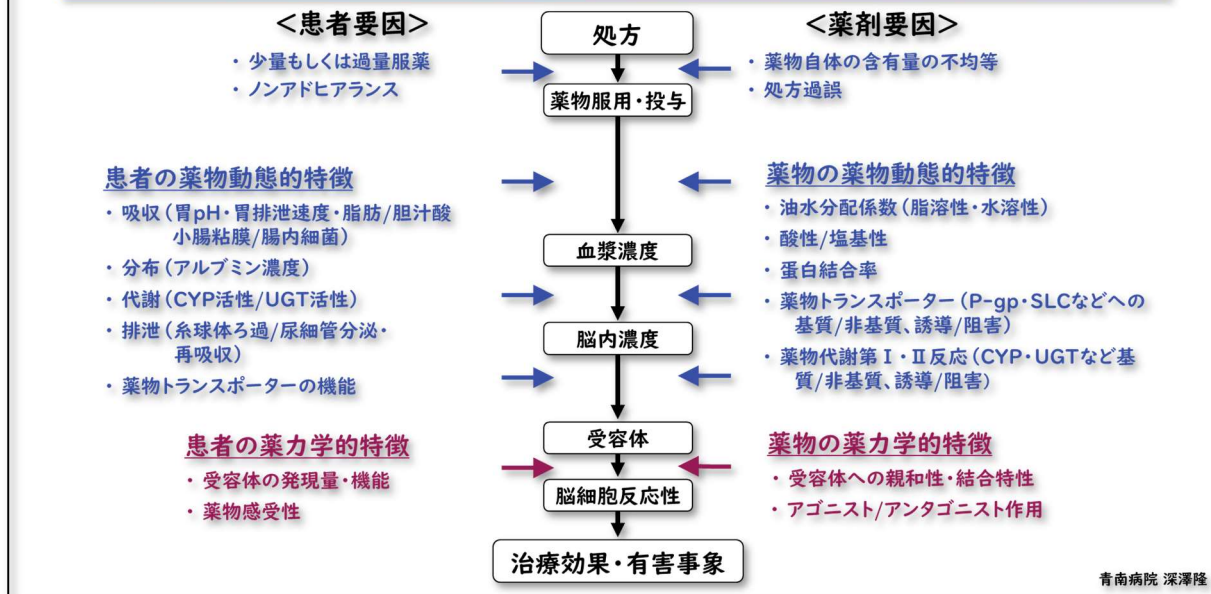 <患者要因>
・少量もしくは過量服薬
・ノンアドヒアランス
処方
薬物服用・投与
<薬剤要因>
・薬物自体の含有量の不均等
・処方過誤
患者の薬物動態的特徴
・吸収(胃pH・胃排泄速度・脂肪/胆汁酸
小腸粘膜/腸内細菌)
・分布(アルブミン濃度)
・代謝(CYP活性/UGT活性)
・排泄(糸球体ろ過/尿細管分泌・
再吸収)
・薬物トランスポーターの機能
血漿濃度
脳内濃度
薬物の薬物動態的特徴
・油水分配係数(脂溶性・水溶性)
・酸性/塩基性
・蛋白結合率
・薬物トランスポーター(P-gp・SLCなどへの
基質/非基質、誘導/阻害)
・薬物代謝第Ⅰ・Ⅱ反応(CYP・UGTなど基
質/非基質、誘導/阻害)
患者の薬力学的特徴
・受容体の発現量・機能
・薬物感受性
受容体
脳細胞反応性
薬物の薬力学的特徴
・受容体への親和性・結合特性
・アゴニスト/アンタゴニスト作用
治療効果・有害事象
青南病院 深澤隆